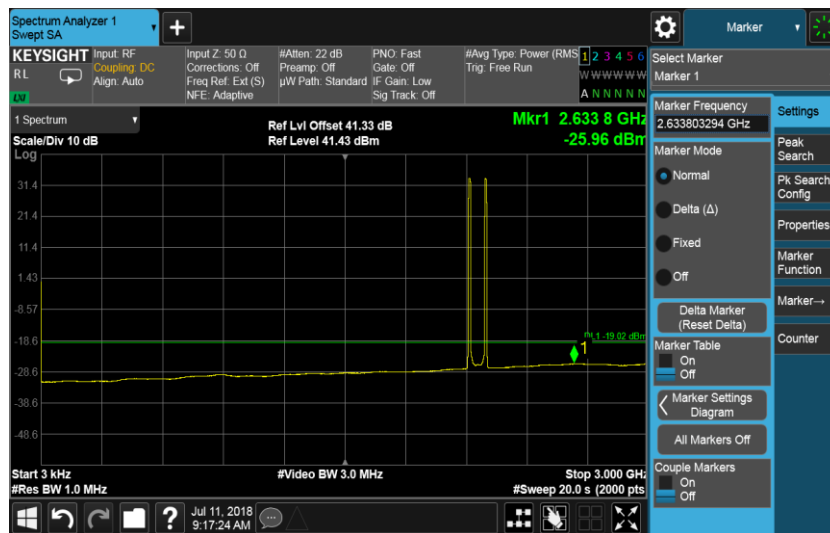 Spectrum Analyzer 1
Swept SA
+
Marker
KEYSIGHT
RL
LXI
Input: RF
Coupling: DC
Align: Auto
Input Z: 50 Ω
Corrections: Off
Freq Ref: Ext (S)
NFE: Adaptive
#Atten: 22 dB
Preamp: Off
µW Path: Standard
PNO: Fast
Gate: Off
IF Gain: Low
Sig Track: Off
#Avg Type: Power (RMS
Trig: Free Run
1 2 3 4 5 6
W W W W W W
A N N N N N
Select Marker
Marker 1
1 Spectrum
Scale/Div 10 dB
Log
Ref Lvl Offset 41.33 dB
Ref Level 41.43 dBm
Mkr1 2.633 8 GHz
-25.96 dBm
31.4
21.4
11.4
1.43
-8.57
-18.6
-28.6
-38.6
-48.6
DL1 -19.02 dBm
1
Start 3 kHz
#Res BW 1.0 MHz
#Video BW 3.0 MHz
Stop 3.000 GHz
#Sweep 20.0 s (2000 pts
Marker Frequency
2.633803294 GHz
Marker Mode
Normal
Delta (Δ)
Fixed
Off
Delta Marker
(Reset Delta)
Marker Table
On
Off
Marker Settings
Diagram
All Markers Off
Couple Markers
On
Off
Settings
Peak
Search
Pk Search
Config
Properties
Marker
Function
Marker→
Counter
?
Jul 11, 2018
9:17:24 AM